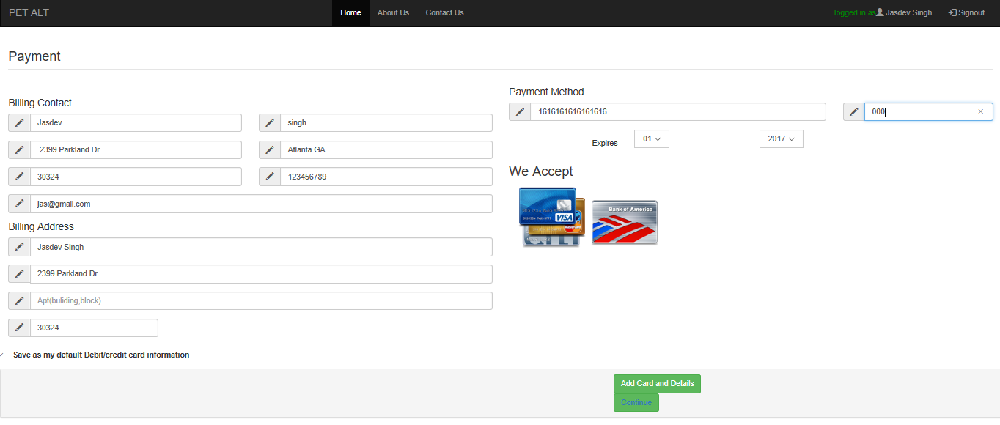 PET ALT Home About Us Contact Us logged in as Jasdev Singh Signout
Payment
Billing Contact
Jasdev singh
2399 Parkland Dr Atlanta GA
30324 123456789
jas@gmail.com
Billing Address
Jasdev Singh
2399 Parkland Dr
Apt(buliding,block)
30324
Save as my default Debit/credit card information
Payment Method
1616161616161616 000
Expires 01 2017
We Accept
VISA
MasterCard
citi
Bank of America
Add Card and Details
Continue